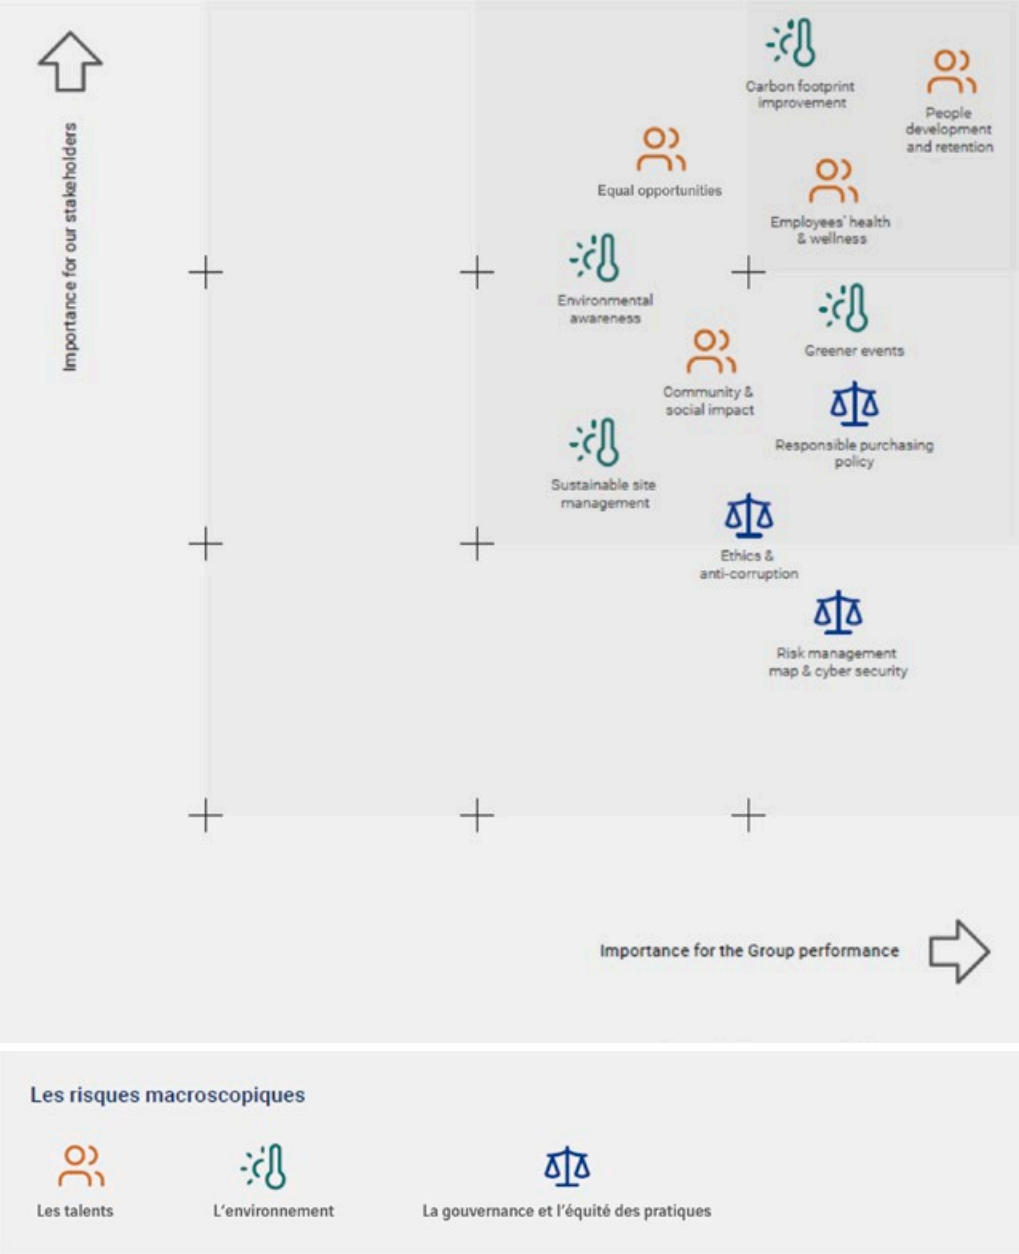 Importance for our stakeholders
Carbon footprint
improvement
People
development
and retention
Equal opportunities
Employees' health
& wellness
Environmental
awareness
Greener events
Community &
social impact
Responsible purchasing
policy
Sustainable site
management
Ethics &
anti-corruption
Risk management
map & cyber security
Importance for the Group performance
Les risques macroscopiques
Les talents
L'environnement
La gouvernance et l'équité des pratiques